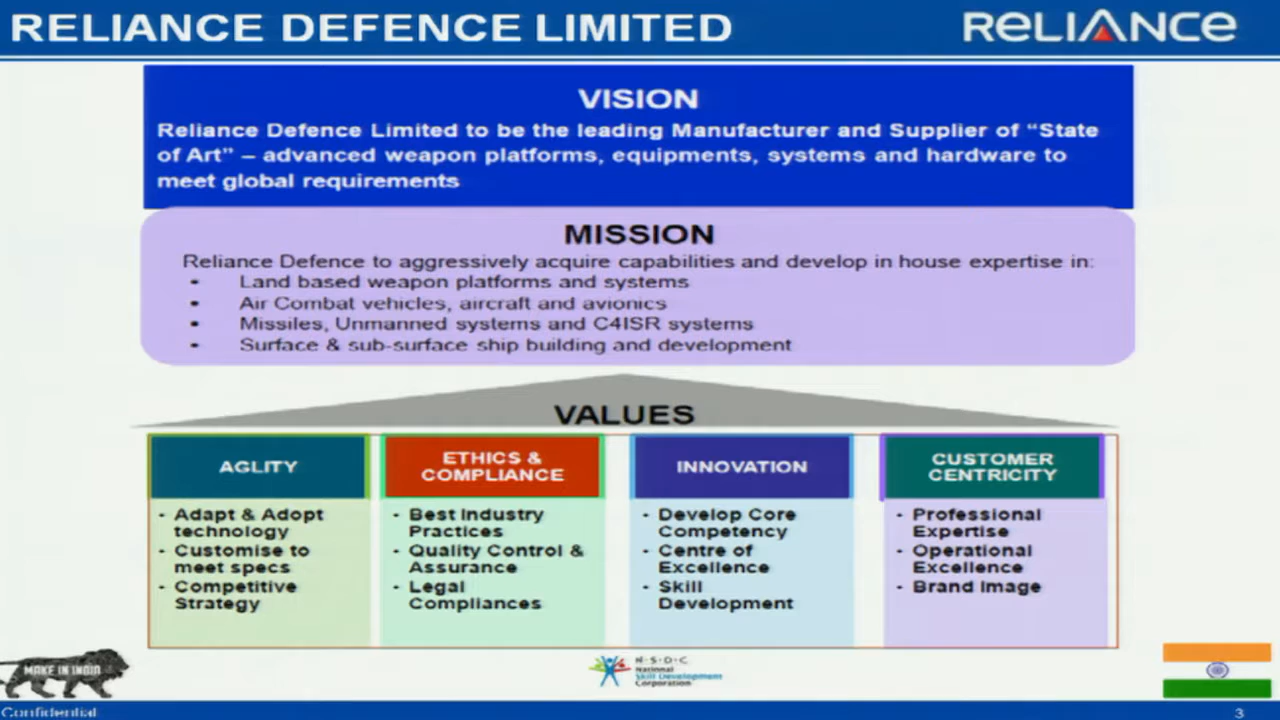 RELIANCE DEFENCE LIMITED
RELIANCE
VISION
Reliance Defence Limited to be the leading Manufacturer and Supplier of “State
of Art” – advanced weapon platforms, equipments, systems and hardware to
meet global requirements
MISSION
Reliance Defence to aggressively acquire capabilities and develop in house expertise in:
• Land based weapon platforms and systems
• Air Combat vehicles, aircraft and avionics
• Missiles, Unmanned systems and C4ISR systems
• Surface & sub-surface ship building and development
VALUES
AGLITY
- Adapt & Adopt
technology
- Customise to
meet specs
- Competitive
Strategy
ETHICS &
COMPLIANCE
- Best Industry
Practices
- Quality Control &
Assurance
- Legal
Compliances
INNOVATION
- Develop Core
Competency
- Centre of
Excellence
- Skill
Development
CUSTOMER
CENTRICITY
- Professional
Expertise
- Operational
Excellence
- Brand Image
MAKE IN INDIA
N·S·D·C
National
Skill Development
Corporation
Confidential
3